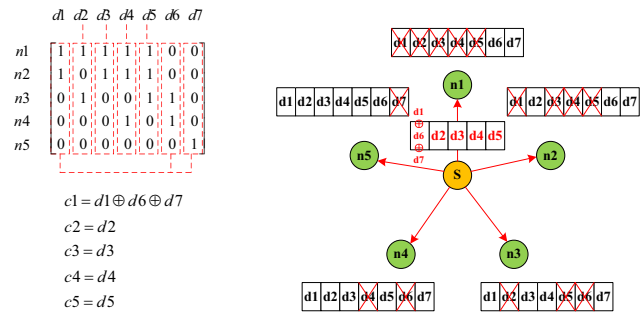 d1 d2 d3 d4 d5 d6 d7
n1 1 1 1 1 1 0 0
n2 1 0 1 1 1 0 0
n3 0 1 0 0 1 1 0
n4 0 0 0 1 0 1 0
n5 0 0 0 0 0 0 1
c1 = d1 ⊕ d6 ⊕ d7
c2 = d2
c3 = d3
c4 = d4
c5 = d5
d1 d2 d3 d4 d5 d6 d7
n1
d1 d2 d3 d4 d5 d6 d7
d1 d2 d3 d4 d5 d6 d7
d1
⊕
d6
⊕
d7
d2 d3 d4 d5
n5
n2
S
n4
n3
d1 d2 d3 d4 d5 d6 d7
d1 d2 d3 d4 d5 d6 d7